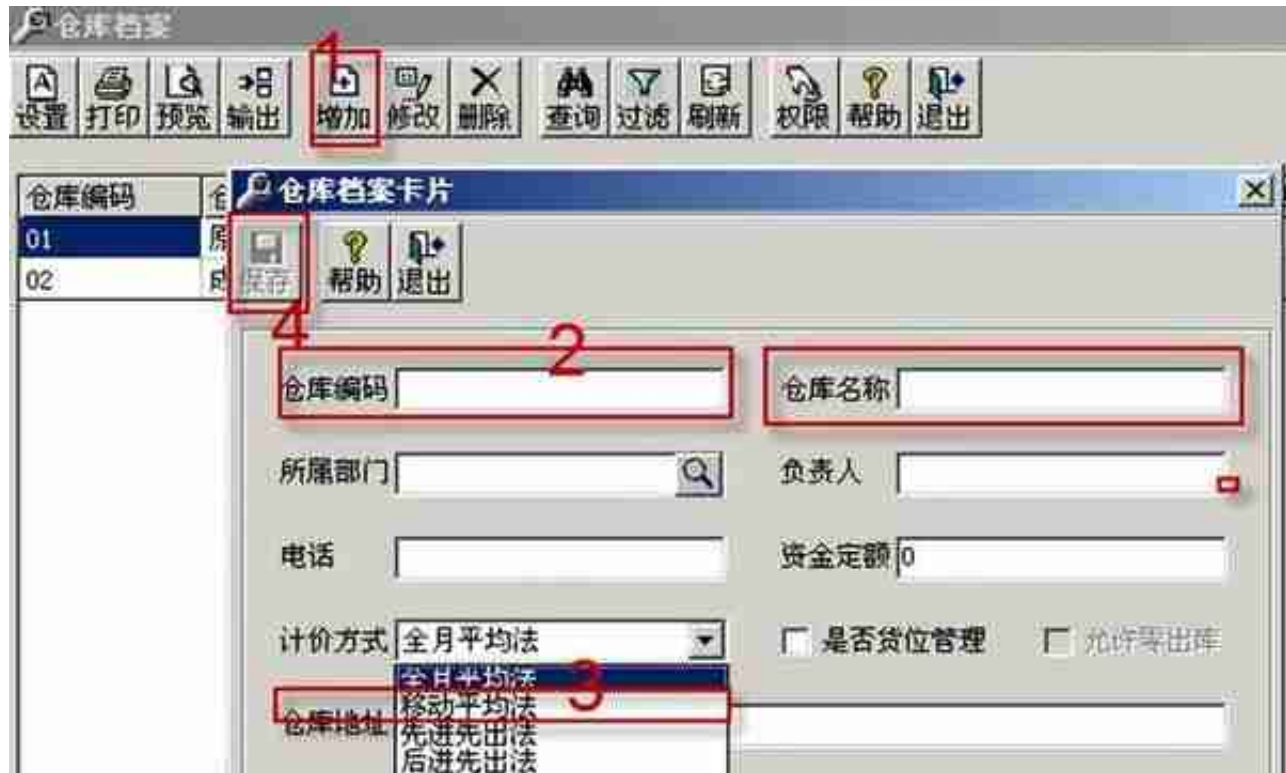 仓库档案
1
设置 打印 预览 输出 增加 修改 删除 查询 过滤 刷新 权限 帮助 退出
仓库编码
仓库档案卡片
01
02
保存 帮助 退出
4
2
仓库编码 仓库名称
所属部门 负责人
电话 资金定额 0
计价方式 全月平均法 是否货位管理 允许零出库
全月平均法
3
移动平均法
仓库地址
先进先出法
后进先出法